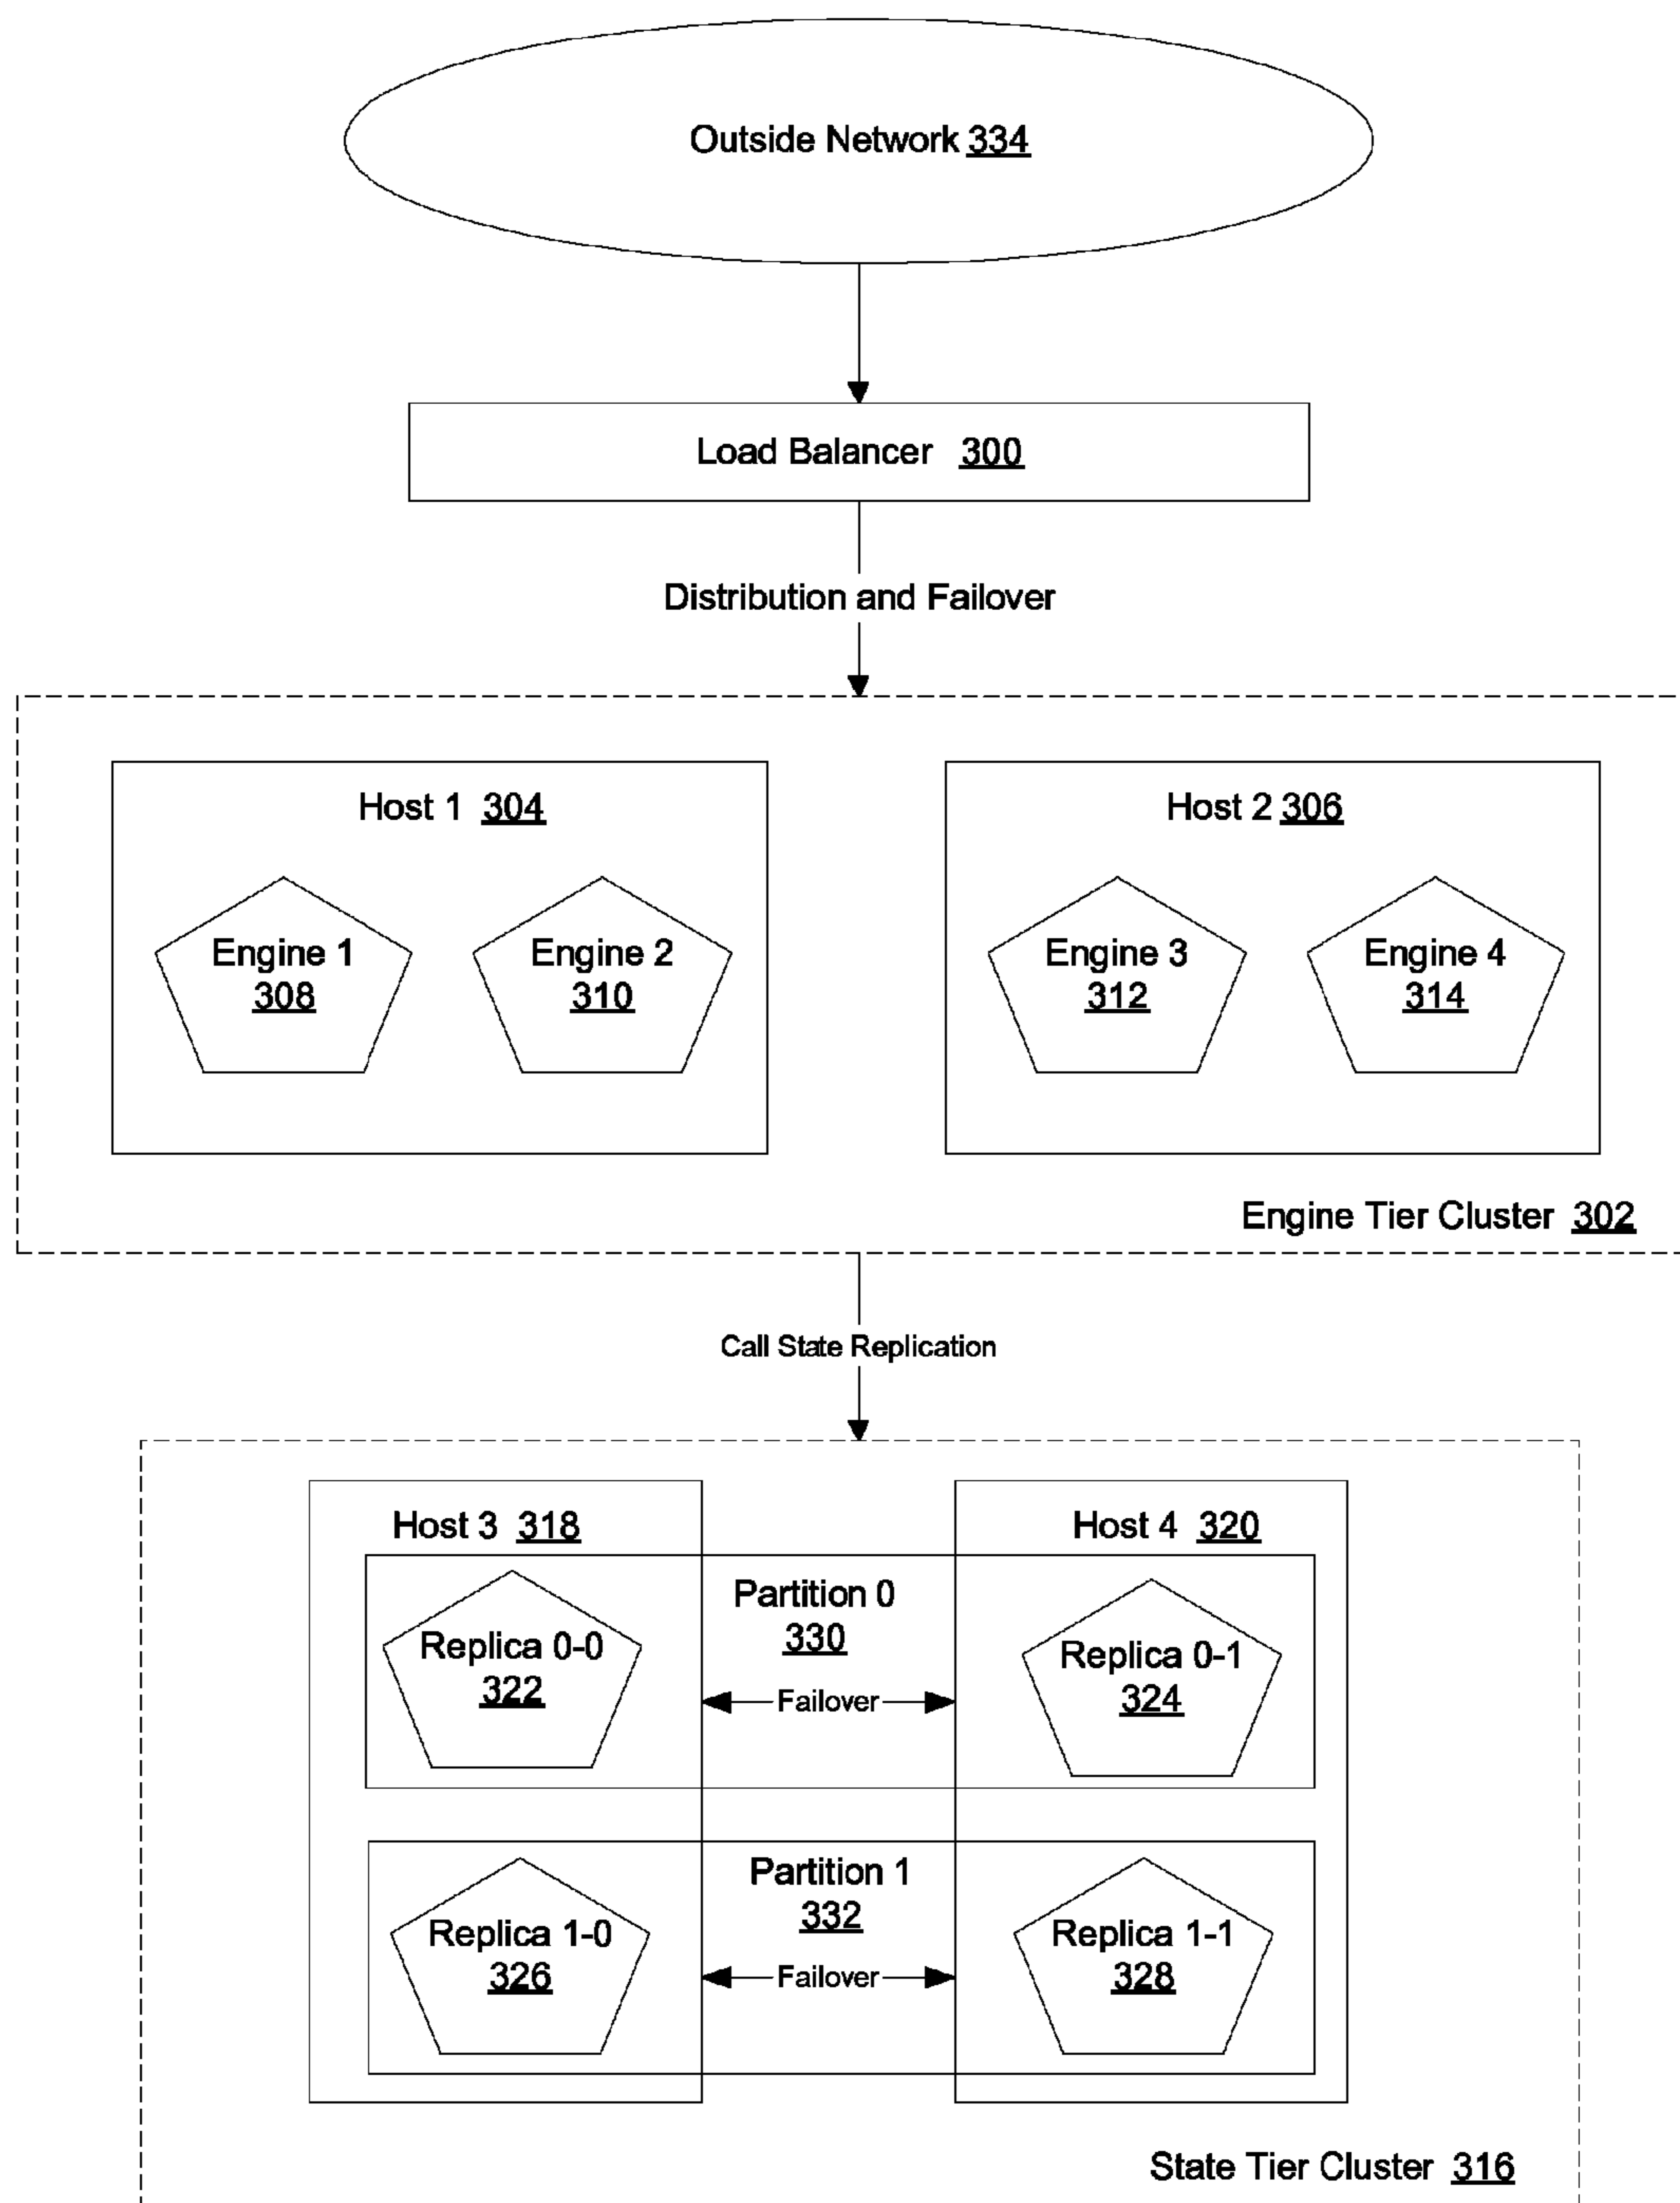 Outside Network 334
Load Balancer 300
Distribution and Failover
Host 1 304
Engine 1
308
Engine 2
310
Host 2 306
Engine 3
312
Engine 4
314
Engine Tier Cluster 302
Call State Replication
Host 3 318
Host 4 320
Partition 0
330
Replica 0-0
322
Failover
Replica 0-1
324
Partition 1
332
Replica 1-0
326
Failover
Replica 1-1
328
State Tier Cluster 316